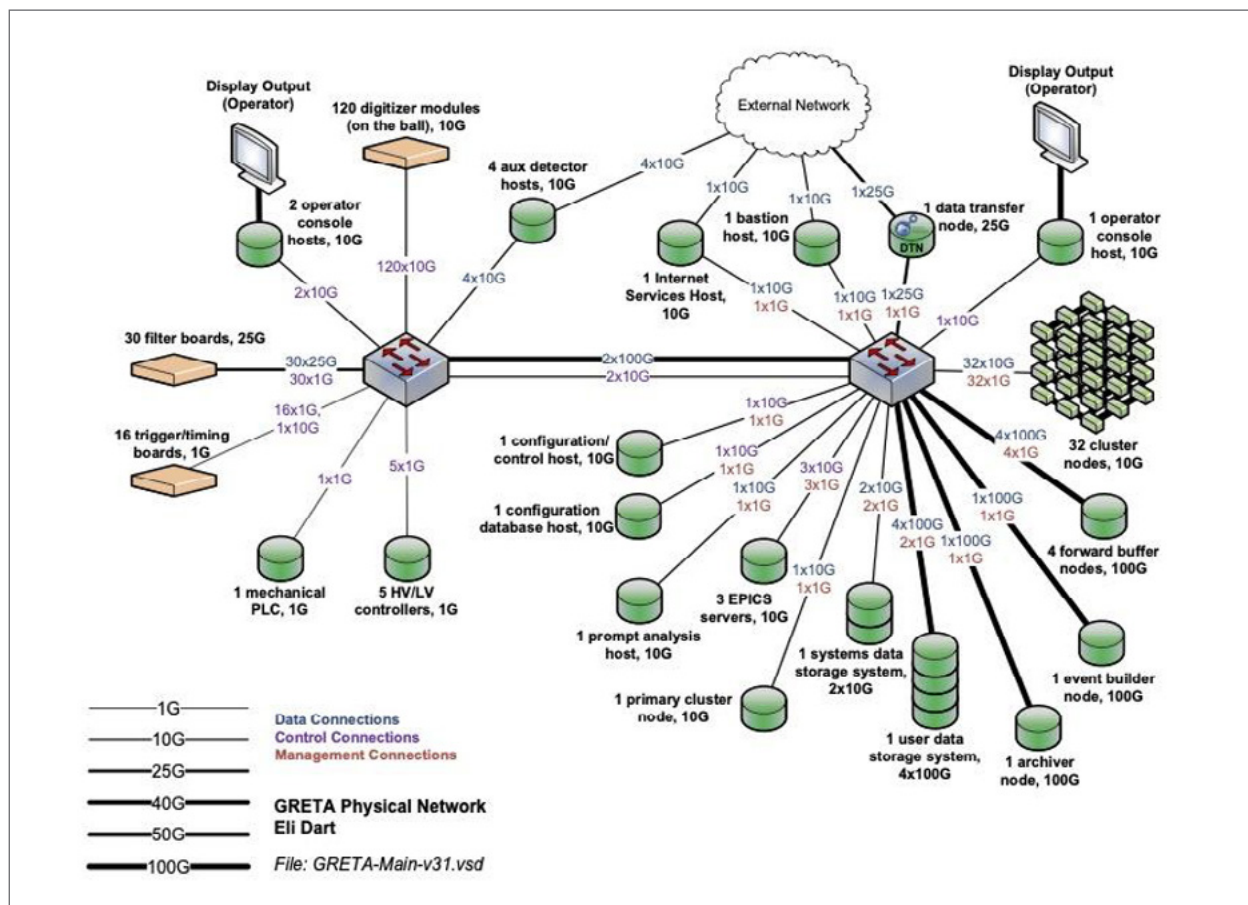 Display Output
(Operator)
120 digitizer modules
(on the ball), 10G
4 aux detector
hosts, 10G
External Network
Display Output
(Operator)
2 operator
console
hosts, 10G
4x10G
1x10G
1x10G
1x25G
1 bastion
host, 10G
1 data transfer
node, 25G
DTN
1 operator
console
host, 10G
120x10G
4x10G
2x10G
1 Internet
Services Host,
10G
1x10G
1x1G
1x10G
1x1G
1x25G
1x1G
1x10G
30 filter boards, 25G
30x25G
30x1G
2x100G
2x10G
32x10G
32x1G
32 cluster
nodes, 10G
16x1G,
1x10G
16 trigger/timing
boards, 1G
1x1G
5x1G
1 mechanical
PLC, 1G
5 HV/LV
controllers, 1G
1x10G
1x1G
1 configuration/
control host, 10G
1x10G
1x1G
1 configuration
database host, 10G
1x10G
1x1G
1 prompt analysis
host, 10G
3x10G
3x1G
3 EPICS
servers, 10G
1x10G
1x1G
1 primary cluster
node, 10G
2x10G
2x1G
1 systems data
storage system,
2x10G
4x100G
2x1G
1 user data
storage system,
4x100G
1x100G
1x1G
1 archiver
node, 100G
1x100G
1x1G
1 event builder
node, 100G
4x100G
4x1G
4 forward buffer
nodes, 100G
1G
10G
25G
40G
50G
100G
Data Connections
Control Connections
Management Connections
GRETA Physical Network
Eli Dart
File: GRETA-Main-v31.vsd